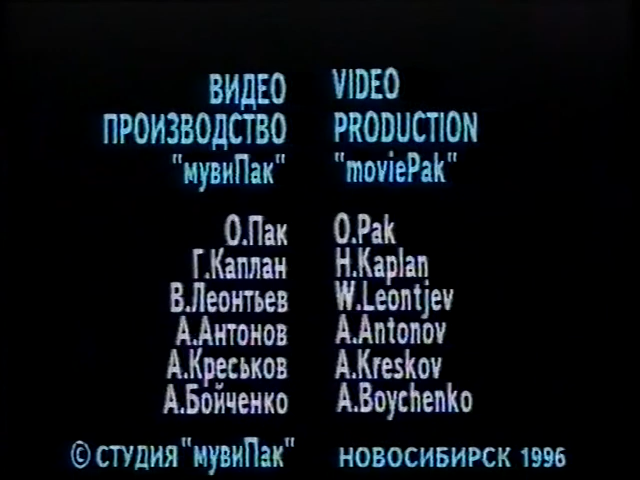 ВИДЕО VIDEO
ПРОИЗВОДСТВО PRODUCTION
"мувиПак" "moviePak"
О.Пак O.Pak
Г.Каплан H.Kaplan
В.Леонтьев W.Leontjev
А.Антонов A.Antonov
А.Креськов A.Kreskov
А.Бойченко A.Boychenko
© СТУДИЯ "мувиПак" НОВОСИБИРСК 1996